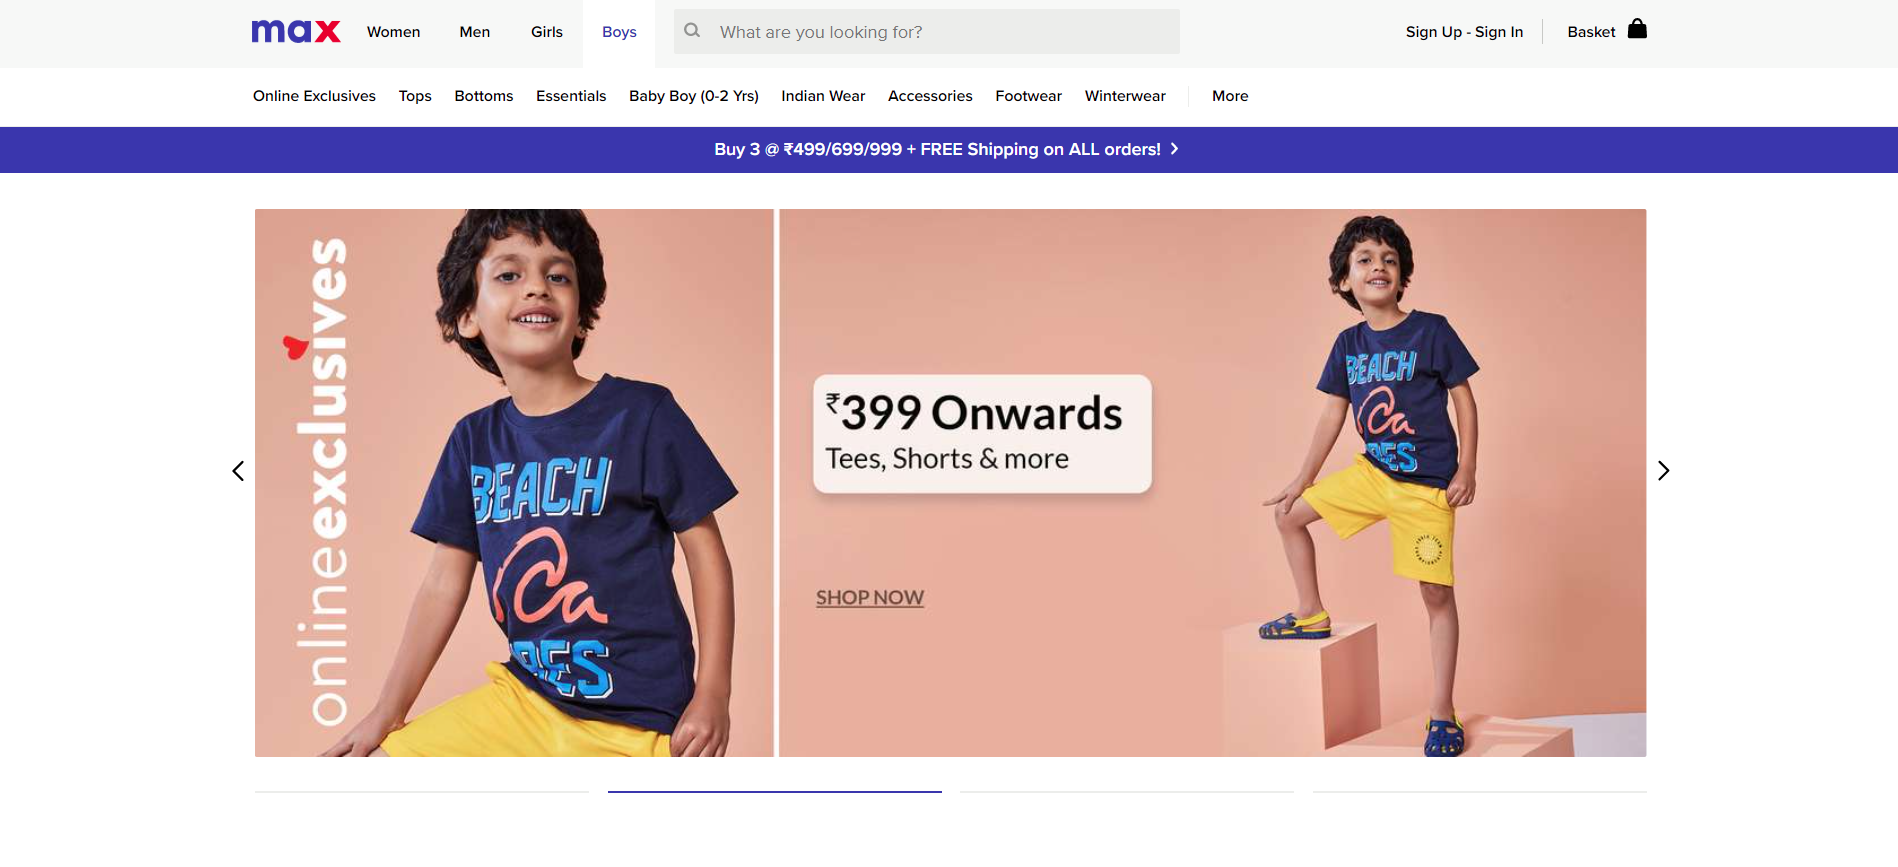 max
Women
Men
Girls
Boys
What are you looking for?
Sign Up - Sign In
Basket
Online Exclusives
Tops
Bottoms
Essentials
Baby Boy (0-2 Yrs)
Indian Wear
Accessories
Footwear
Winterwear
More
Buy 3 @ ₹499/699/999 + FREE Shipping on ALL orders!
onlineexclusives
BEACH
Ca
₹399 Onwards
Tees, Shorts & more
SHOP NOW
BEACH
Ca